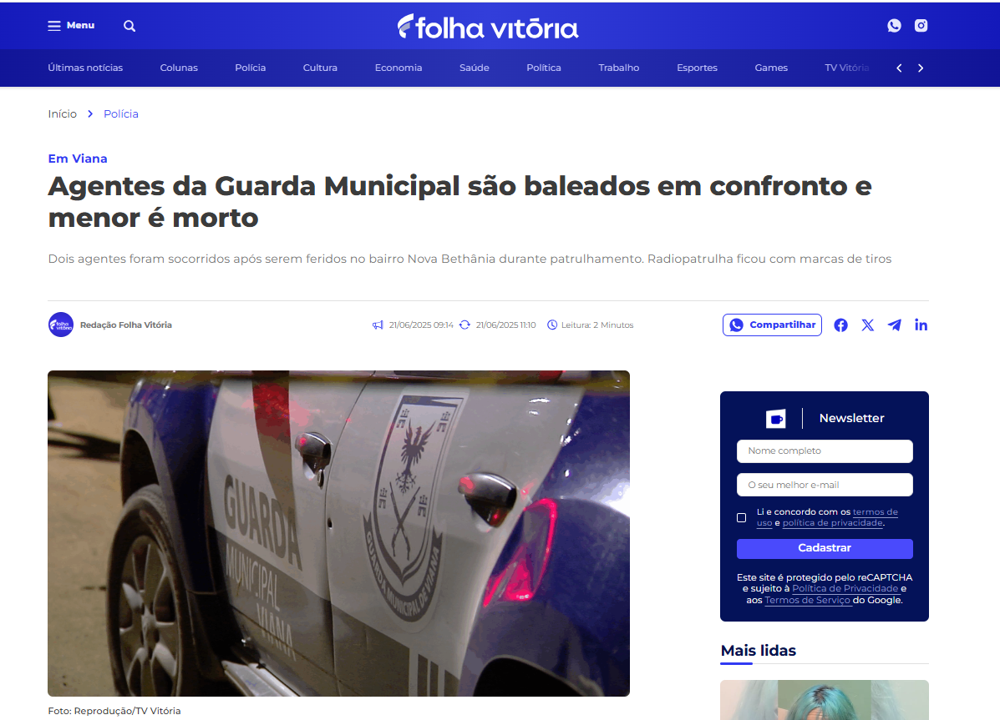 Menu
folha vitória
Últimas notícias
Colunas
Polícia
Cultura
Economia
Saúde
Política
Trabalho
Esportes
Games
TV Vitória
Início
Polícia
Em Viana
Agentes da Guarda Municipal são baleados em confronto e
menor é morto
Dois agentes foram socorridos após serem feridos no bairro Nova Bethânia durante patrulhamento. Radiopatrulha ficou com marcas de tiros
folha
vitória
Redação Folha Vitória
21/06/2025 09:14
21/06/2025 11:10
Leitura: 2 Minutos
Compartilhar
GUARDA
MUNICIPAL
VIANA
GUARDA MUNICIPAL DE VIANA
Foto: Reprodução/TV Vitória
Newsletter
Nome completo
O seu melhor e-mail
Li e concordo com os termos de
uso e política de privacidade.
Cadastrar
Este site é protegido pelo reCAPTCHA
e sujeito à Política de Privacidade e
aos Termos de Serviço do Google.
Mais lidas